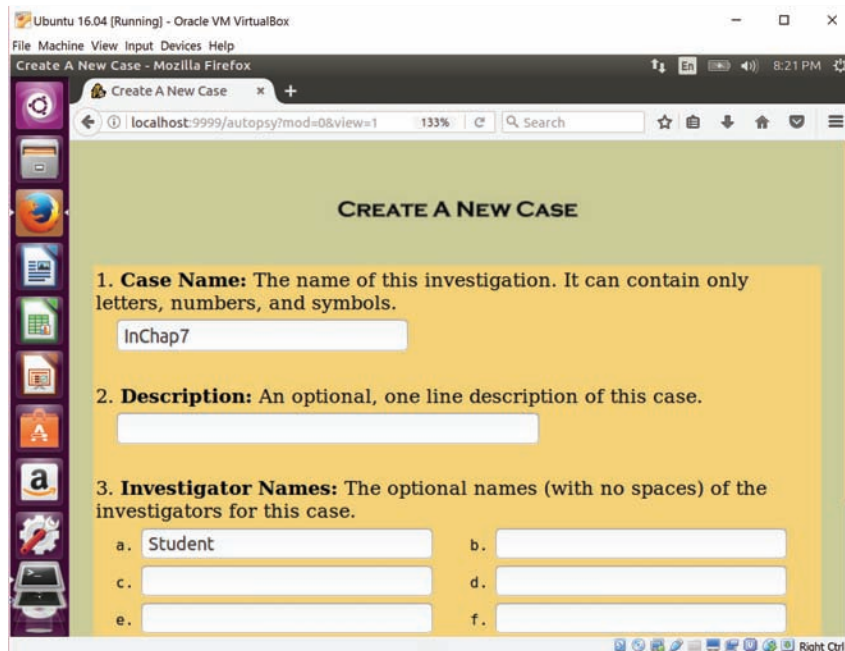 Ubuntu 16.04 [Running] - Oracle VM VirtualBox
File Machine View Input Devices Help
Create A New Case - Mozilla Firefox
En
8:21 PM
Create A New Case
localhost:9999/autopsy?mod=0&view=1
133%
Search
CREATE A NEW CASE
1. Case Name: The name of this investigation. It can contain only
letters, numbers, and symbols.
InChap7
2. Description: An optional, one line description of this case.
3. Investigator Names: The optional names (with no spaces) of the
investigators for this case.
a. Student
b.
c.
d.
e.
f.
Right Ctrl